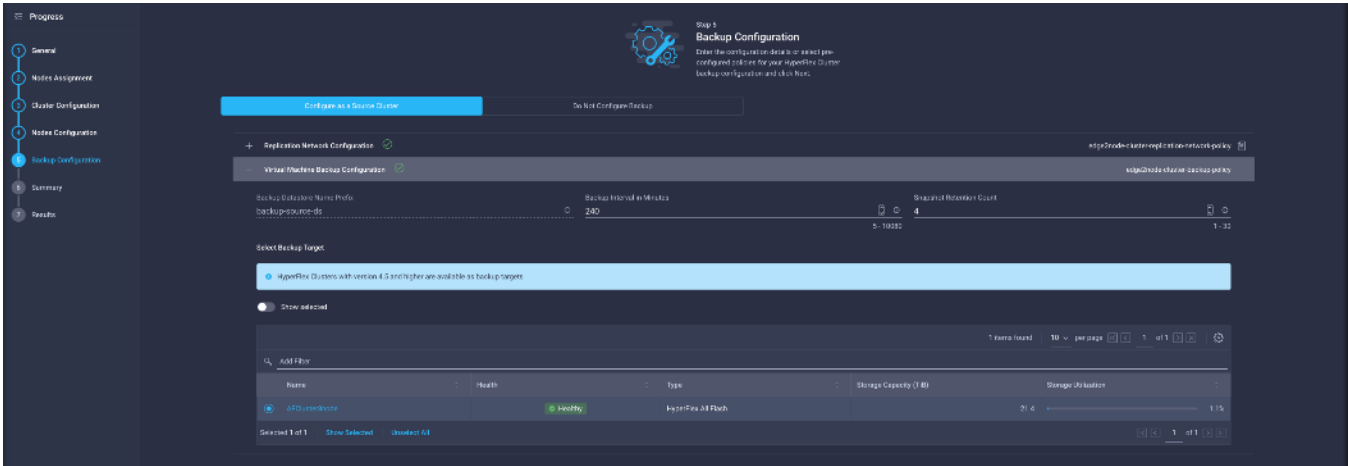 Progress
1 General
2 Nodes Assignment
3 Cluster Configuration
4 Nodes Configuration
5 Backup Configuration
6 Summary
7 Results
Step 5
Backup Configuration
Enter the configuration details or select pre-
configured policies for your HyperFlex Cluster
backup configuration and click Next.
Configure as a Source Cluster
Do Not Configure Backup
+ Replication Network Configuration
edge2node-cluster-replication-network-policy
− Virtual Machine Backup Configuration
edge2node-cluster-backup-policy
Backup Datastore Name Prefix
backup-source-ds
Backup Interval in Minutes
240
5 - 10080
Snapshot Retention Count
4
1 - 30
Select Backup Target
HyperFlex Clusters with version 4.5 and higher are available as backup targets
Show selected
1 items found 10 per page 1 of 1
Add Filter
Name Health Type Storage Capacity (TiB) Storage Utilization
Healthy HyperFlex All Flash 21.4 1.1%
Selected 1 of 1 Show Selected Unselect All 1 of 1